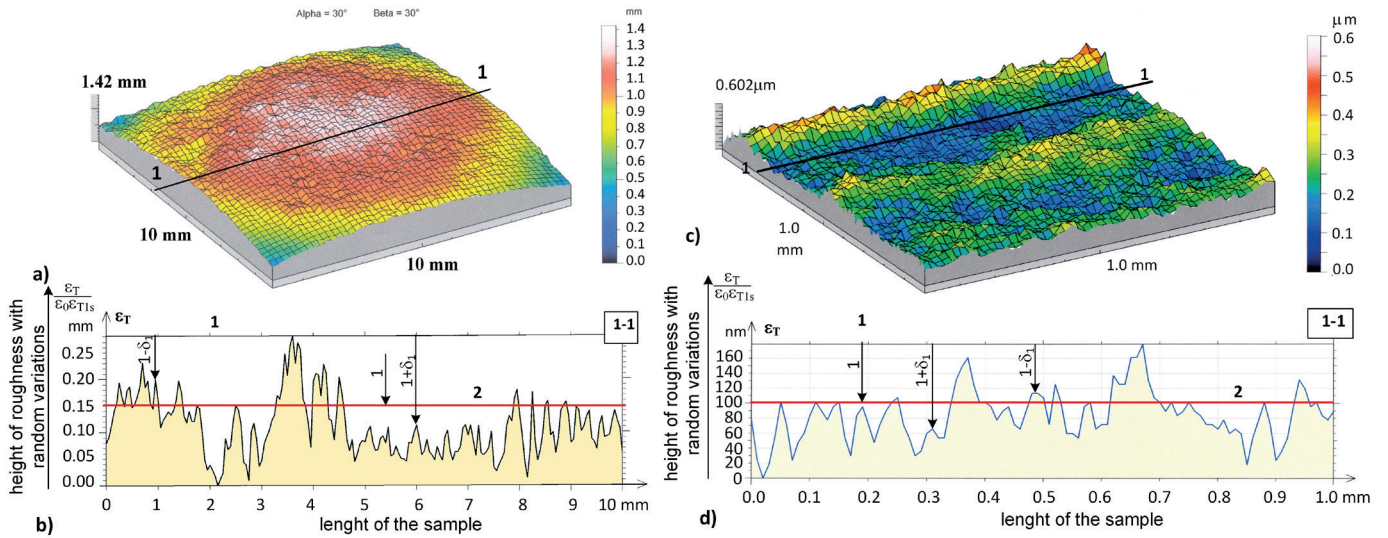 Alpha = 30° Beta = 30°
mm
1.4
1.3
1.2
1.1
1.0
0.9
0.8
0.7
0.6
0.5
0.4
0.3
0.2
0.1
0.0
1.42 mm
1
1
10 mm
10 mm
a)
μm
0.6
0.5
0.4
0.3
0.2
0.1
0.0
0.602μm
1
1
1.0
mm
1.0 mm
c)
height of roughness with
random variations
εT
ε0εT1s
mm
εT
1
1-1
0.25
0.20
0.15
0.10
0.05
0.00
1-δ1
1
1+δ1
2
0 1 2 3 4 5 6 7 8 9 10 mm
lenght of the sample
b)
height of roughness with
random variations
εT
ε0εT1s
nm
εT
1
1-1
160
140
120
100
80
60
40
20
0
1
1+δ1
1-δ1
2
0.0 0.1 0.2 0.3 0.4 0.5 0.6 0.7 0.8 0.9 1.0 mm
lenght of the sample
d)